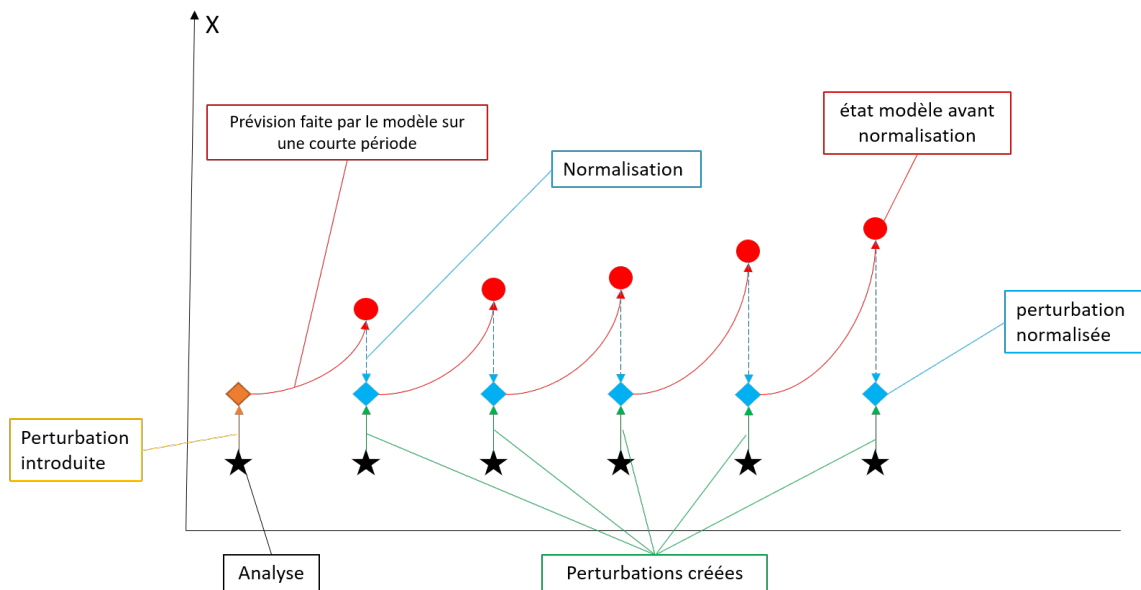 X
Prévision faite par le modèle sur
une courte période
état modèle avant
normalisation
Normalisation
perturbation
normalisée
Perturbation
introduite
Analyse
Perturbations créées